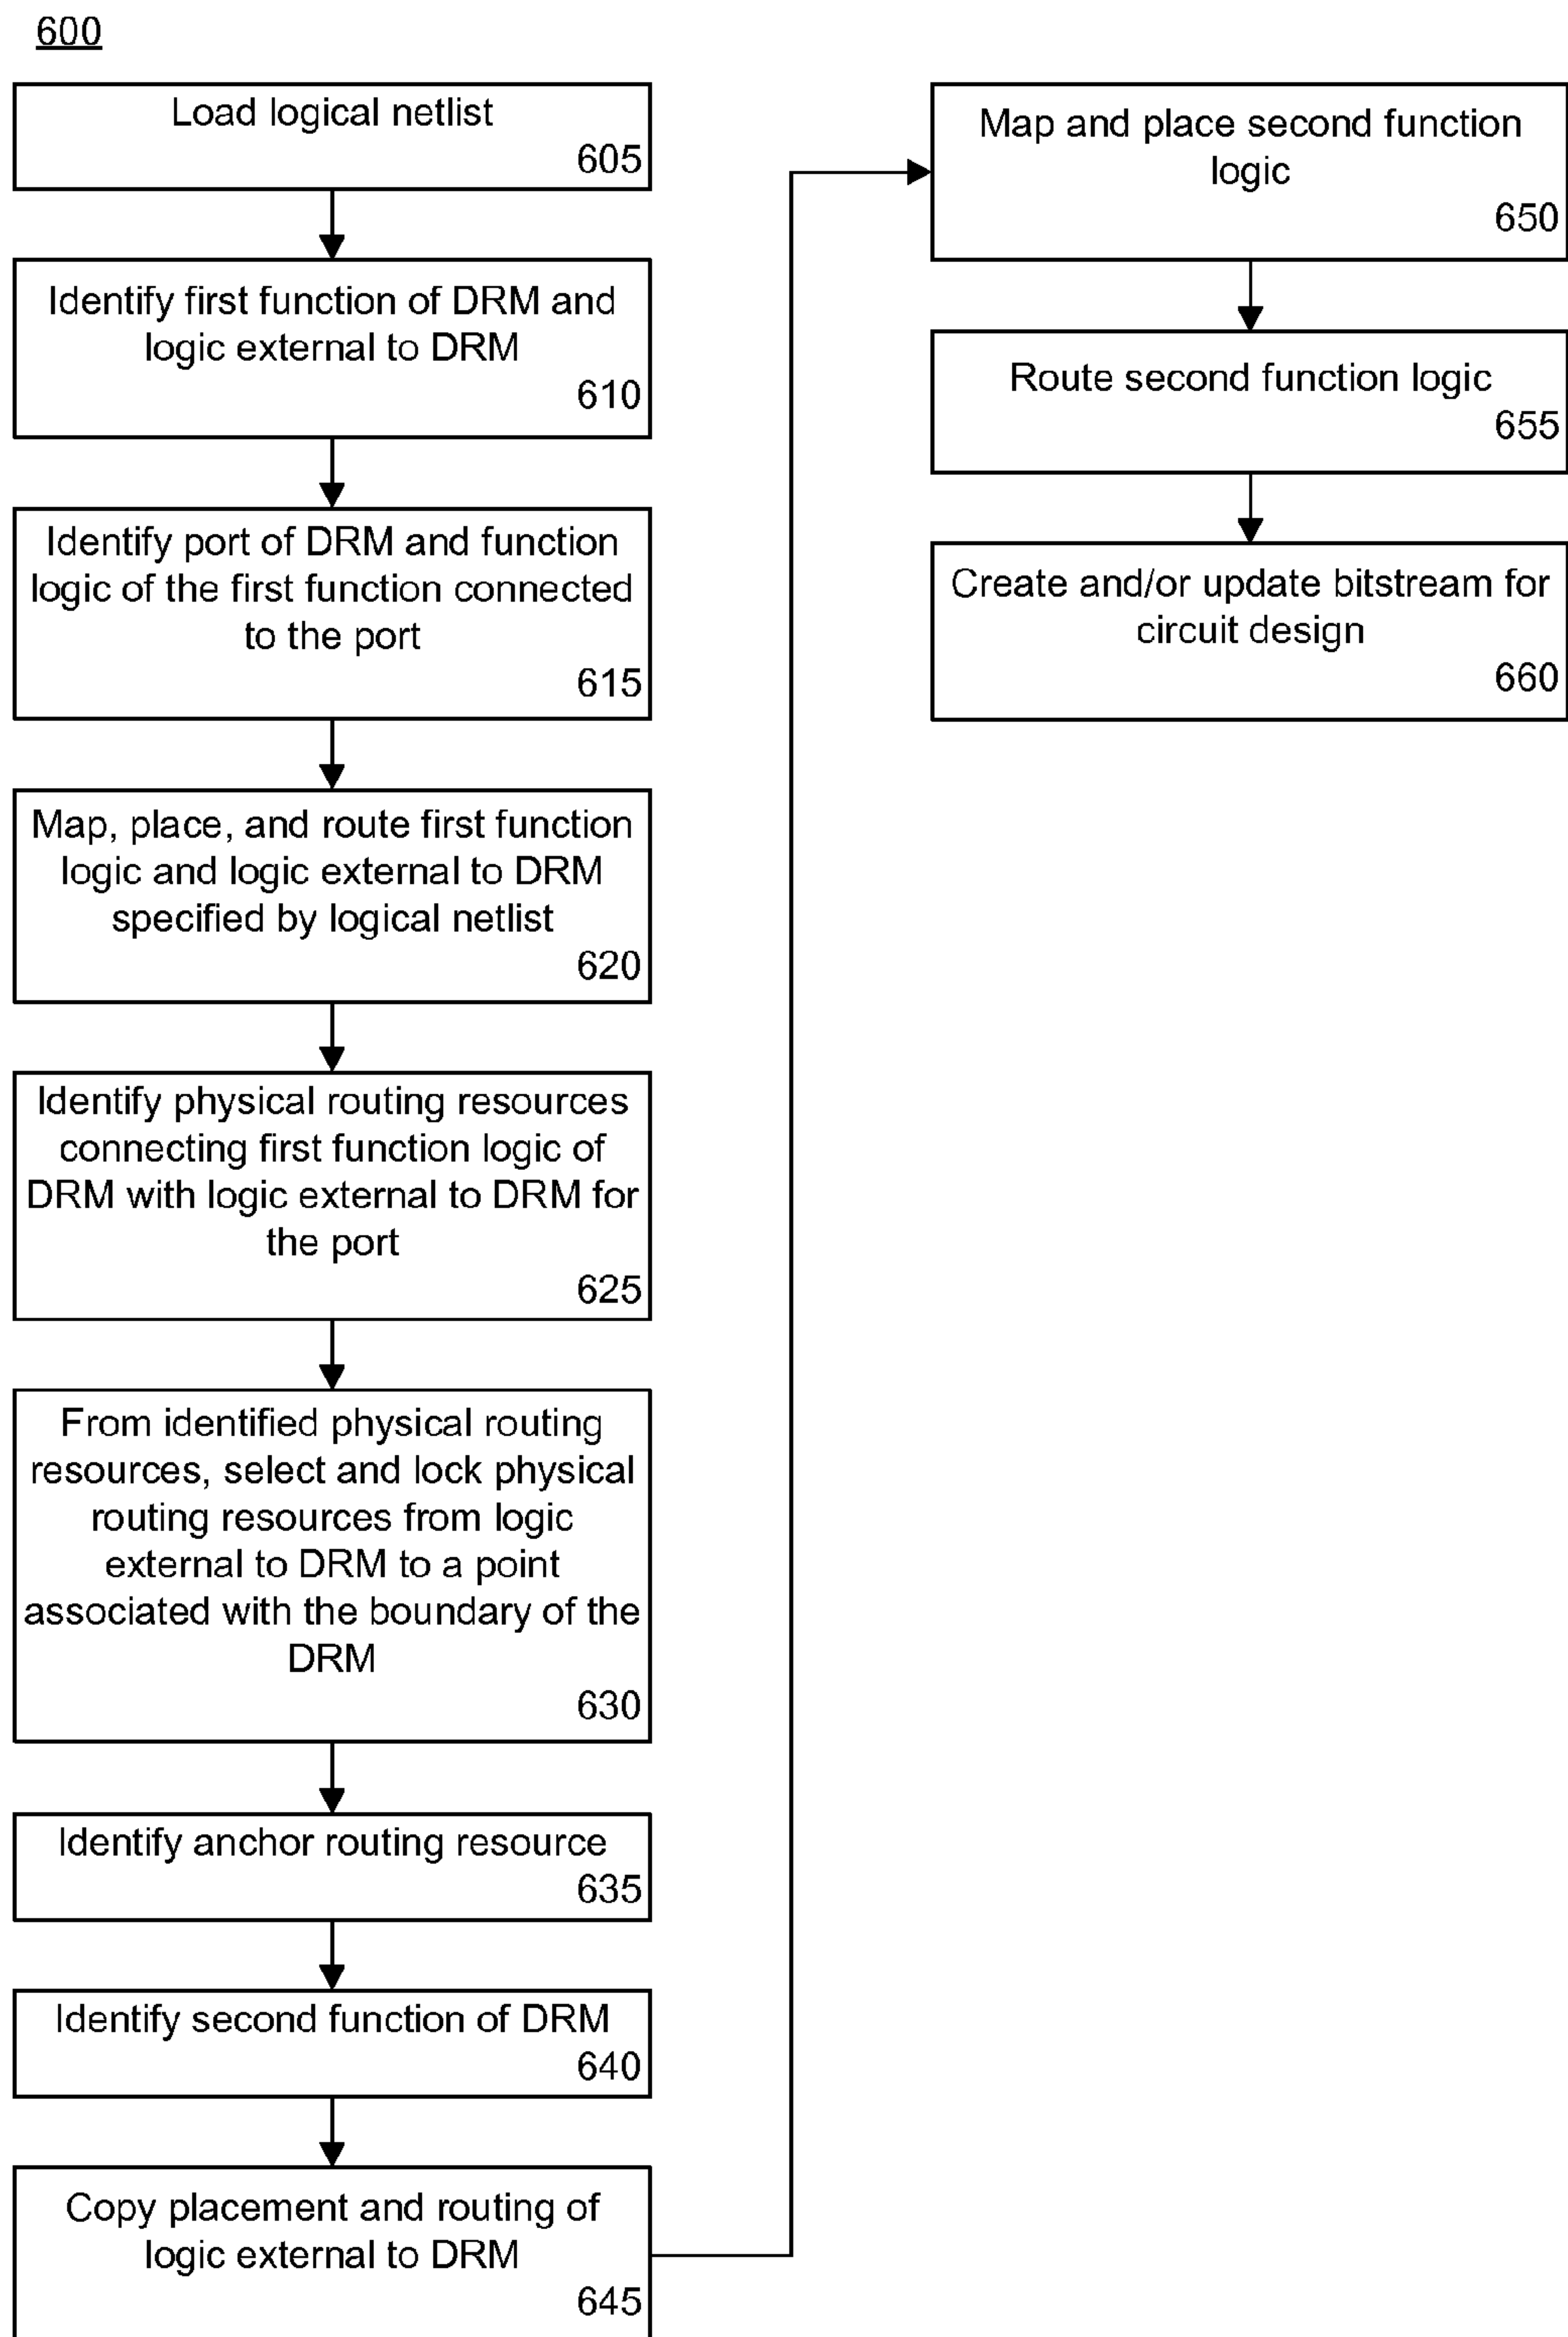 600
Load logical netlist
605
Identify first function of DRM and
logic external to DRM
610
Identify port of DRM and function
logic of the first function connected
to the port
615
Map, place, and route first function
logic and logic external to DRM
specified by logical netlist
620
Identify physical routing resources
connecting first function logic of
DRM with logic external to DRM for
the port
625
From identified physical routing
resources, select and lock physical
routing resources from logic
external to DRM to a point
associated with the boundary of the
DRM
630
Identify anchor routing resource
635
Identify second function of DRM
640
Copy placement and routing of
logic external to DRM
645
Map and place second function
logic
650
Route second function logic
655
Create and/or update bitstream for
circuit design
660